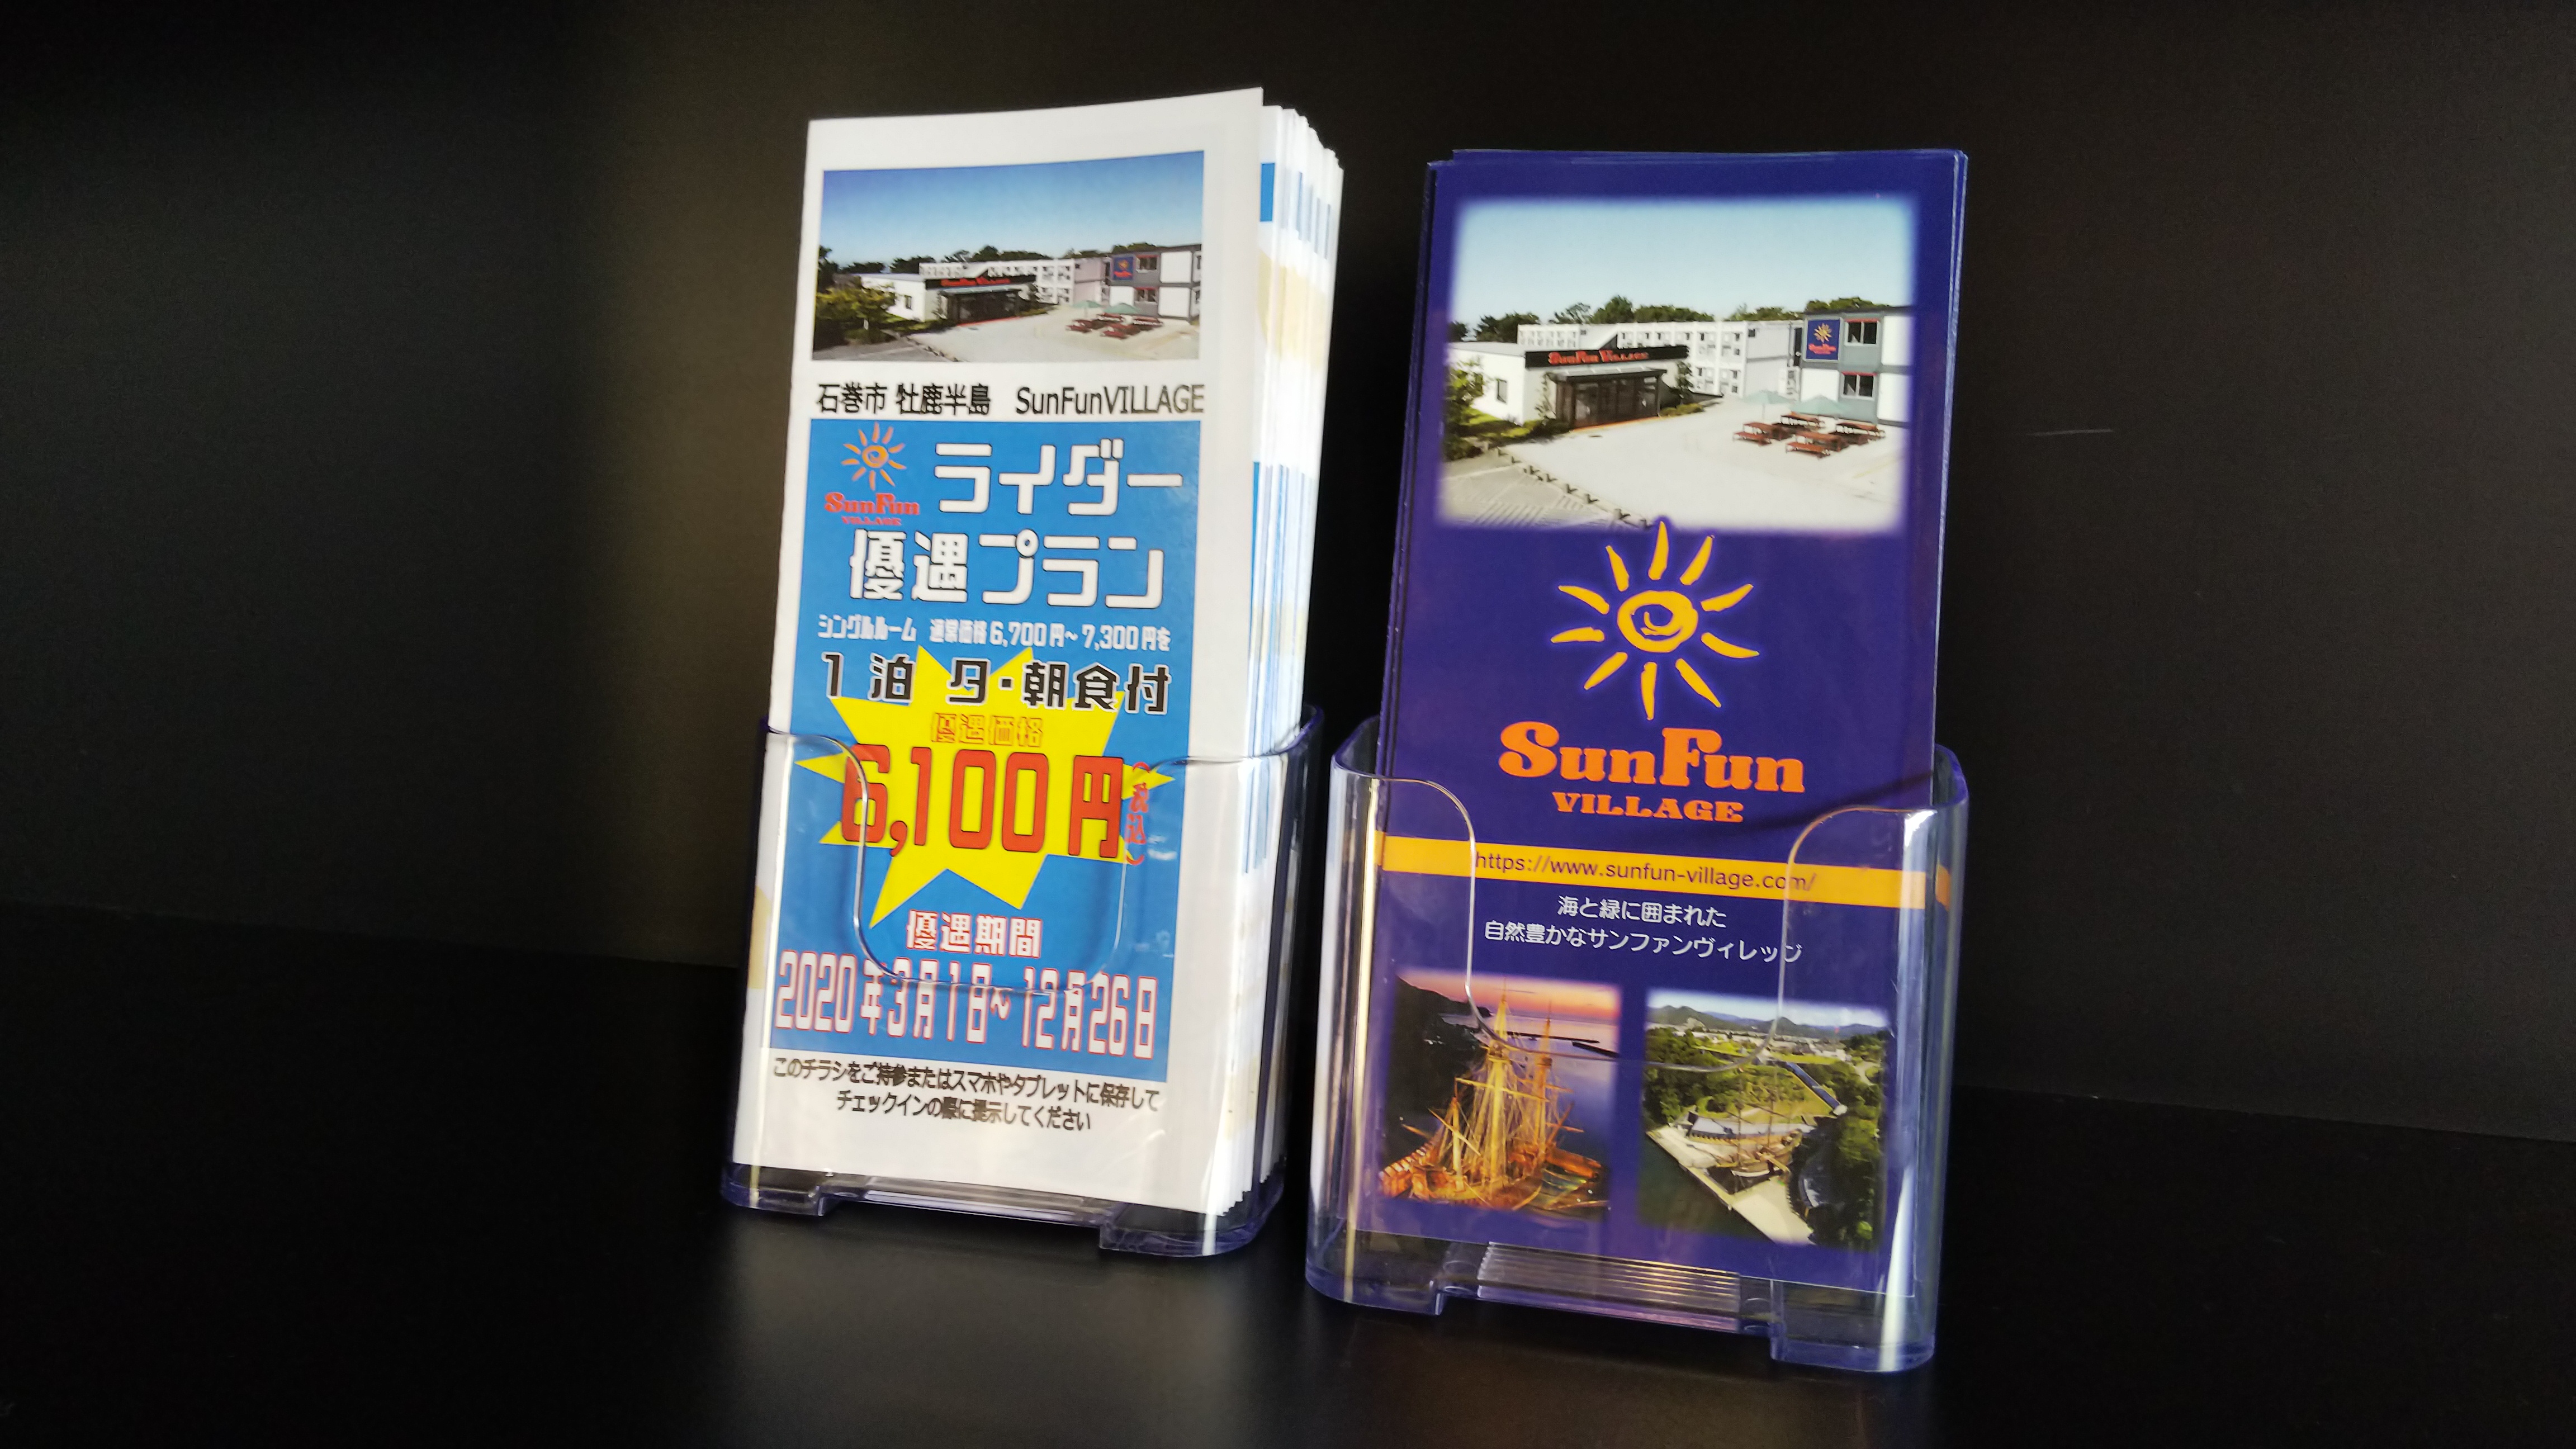 SunFun VILLAGE
石巻市 牡鹿半島 SunFunVILLAGE
SunFun
VILLAGE
ライダー
優遇プラン
シングルルーム 通常価格6,700円~7,300円を
1泊 夕・朝食付
優遇価格
6,100円(税込)
優遇期間
2020年3月1日~12月26日
このチラシをご持参またはスマホやタブレットに保存して
チェックインの際に提示してください
SunFun VILLAGE
SunFun
SunFun
VILLAGE
https://www.sunfun-village.com/
海と緑に囲まれた
自然豊かなサンファンヴィレッジ